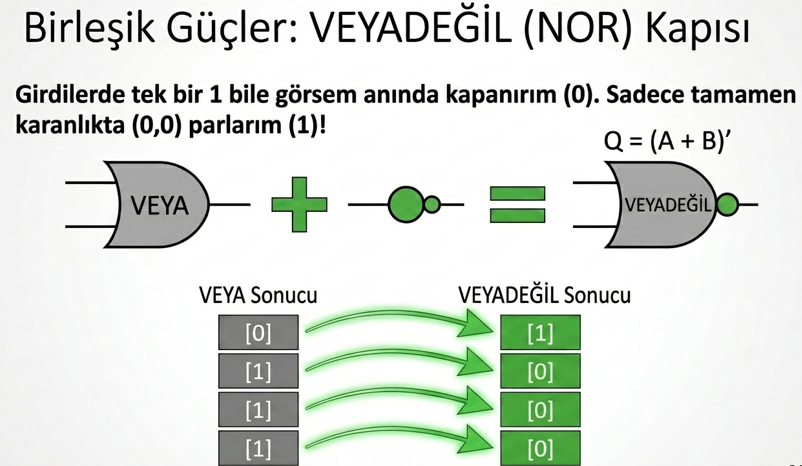 Birleşik Güçler: VEYADEĞİL (NOR) Kapısı
Girdilerde tek bir 1 bile görsem anında kapanırım (0). Sadece tamamen
karanlıkta (0,0) parlarım (1)!
Q = (A + B)′
VEYA
VEYADEĞİL
VEYA Sonucu
VEYADEĞİL Sonucu
[0]
[1]
[1]
[0]
[1]
[0]
[1]
[0]